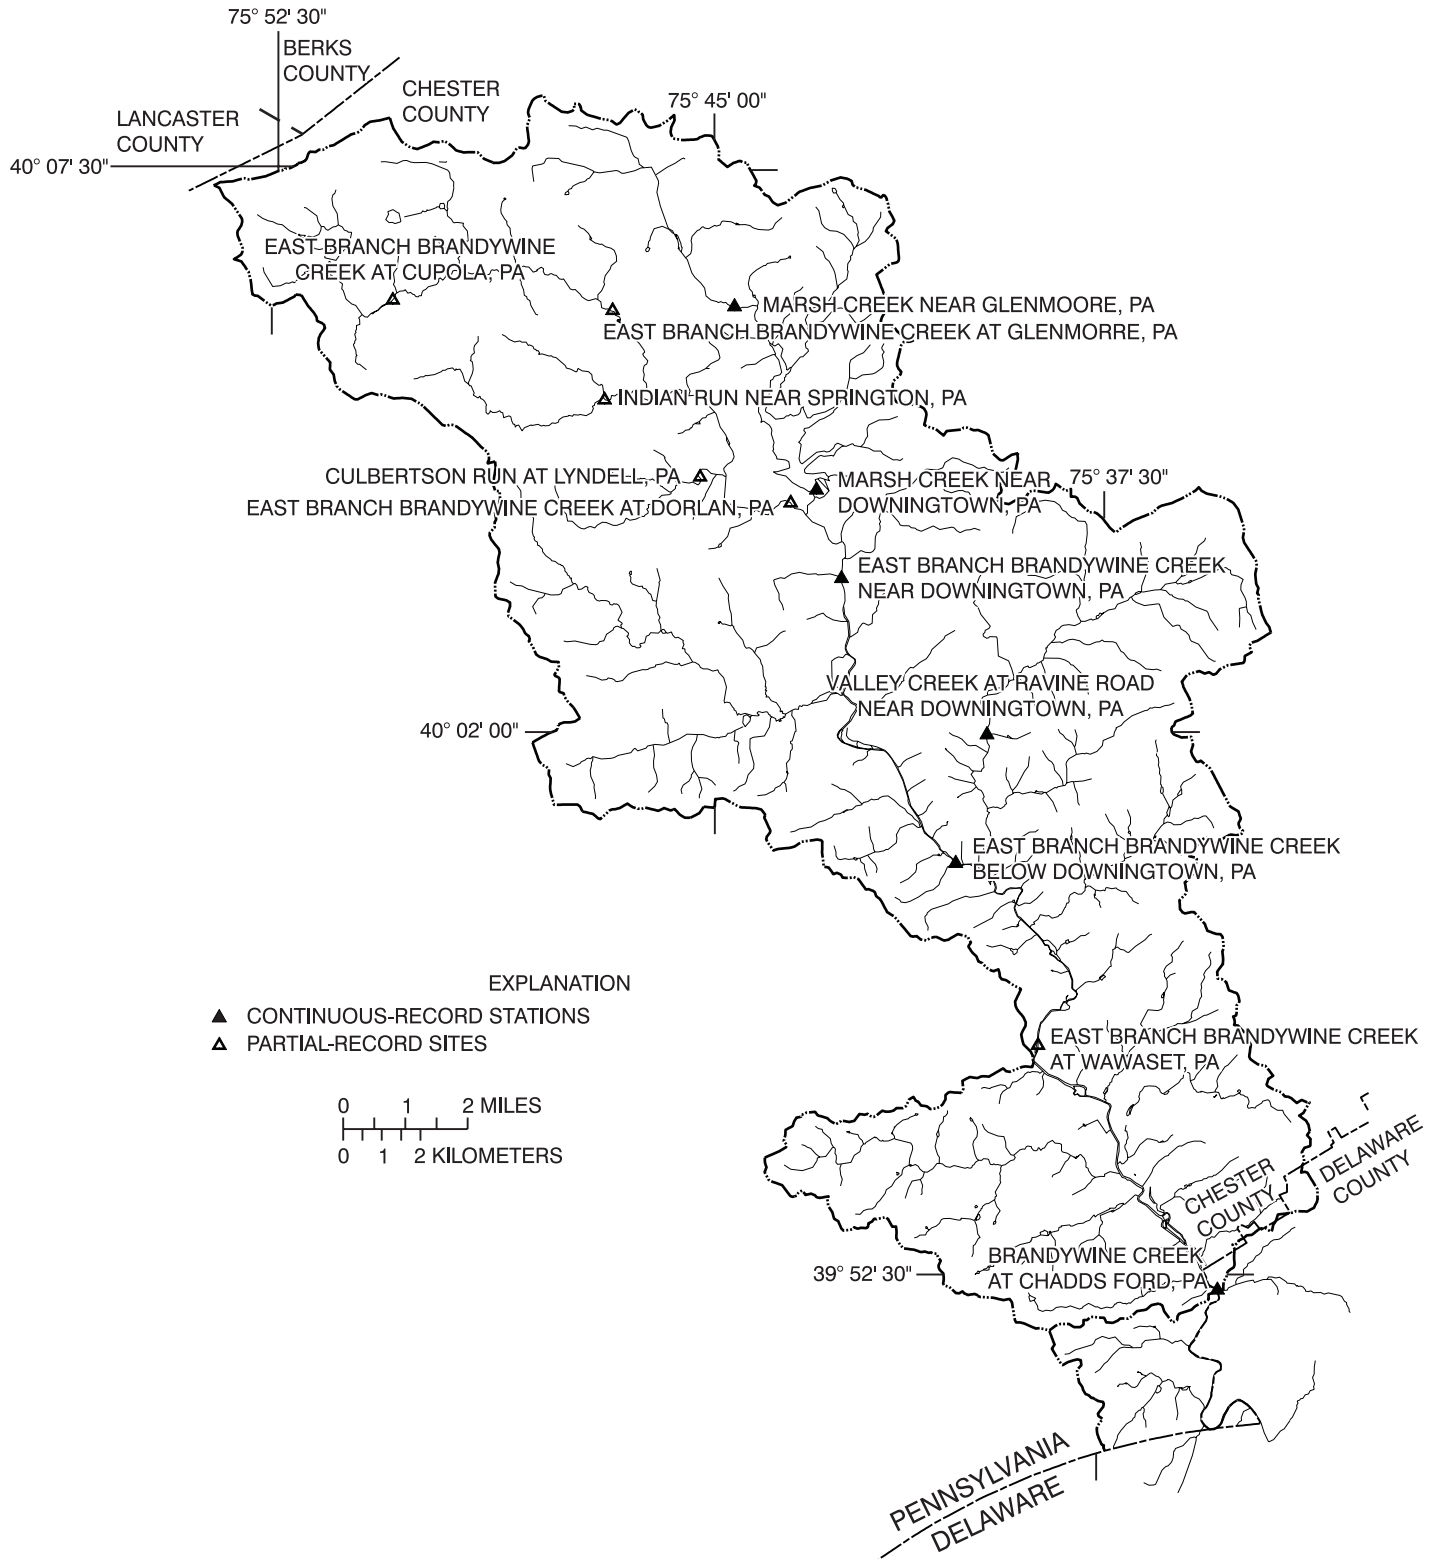 75° 52' 30"
BERKS
COUNTY
CHESTER
COUNTY
LANCASTER
COUNTY
75° 45' 00"
40° 07' 30"
EAST BRANCH BRANDYWINE
CREEK AT CUPOLA, PA
MARSH CREEK NEAR GLENMOORE, PA
EAST BRANCH BRANDYWINE CREEK AT GLENMORRE, PA
INDIAN RUN NEAR SPRINGTON, PA
CULBERTSON RUN AT LYNDELL, PA
EAST BRANCH BRANDYWINE CREEK AT DORLAN, PA
MARSH CREEK NEAR
DOWNINGTOWN, PA
75° 37' 30"
EAST BRANCH BRANDYWINE CREEK
NEAR DOWNINGTOWN, PA
VALLEY CREEK AT RAVINE ROAD
NEAR DOWNINGTOWN, PA
40° 02' 00"
EAST BRANCH BRANDYWINE CREEK
BELOW DOWNINGTOWN, PA
EXPLANATION
CONTINUOUS-RECORD STATIONS
PARTIAL-RECORD SITES
EAST BRANCH BRANDYWINE CREEK
AT WAWASET, PA
0 1 2 MILES
0 1 2 KILOMETERS
DELAWARE
COUNTY
CHESTER
COUNTY
BRANDYWINE CREEK
AT CHADDS FORD, PA
39° 52' 30"
PENNSYLVANIA
DELAWARE